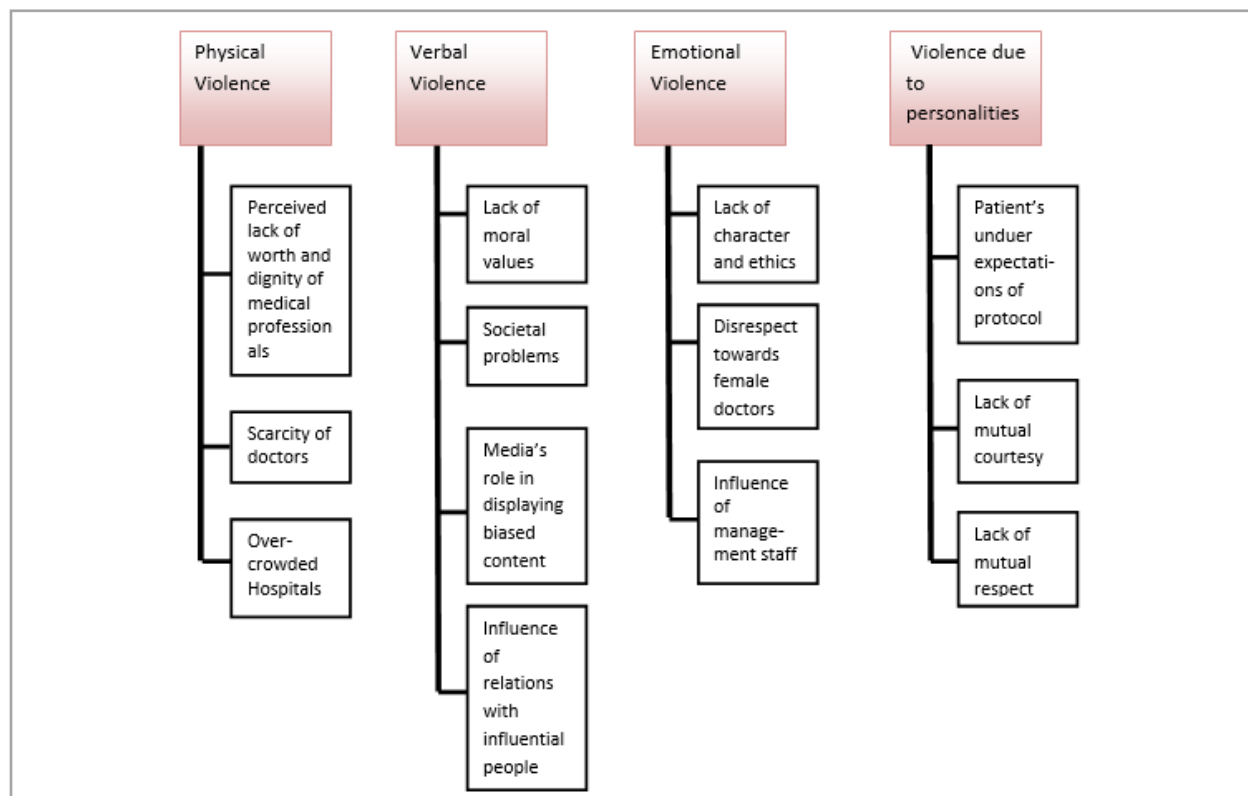 Physical
Violence
Perceived
lack of
worth and
dignity of
medical
profession
als
Scarcity of
doctors
Over-
crowded
Hospitals
Verbal
Violence
Lack of
moral
values
Societal
problems
Media’s
role in
displaying
biased
content
Influence
of
relations
with
influential
people
Emotional
Violence
Lack of
character
and ethics
Disrespect
towards
female
doctors
Influence
of
manage-
ment staff
Violence due
to
personalities
Patient’s
unduer
expectati-
ons of
protocol
Lack of
mutual
courtesy
Lack of
mutual
respect